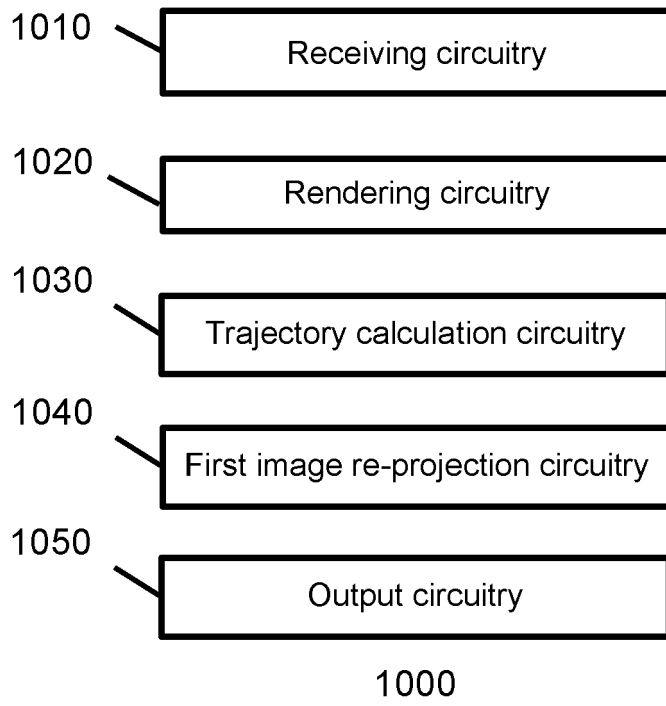 1010
Receiving circuitry
1020
Rendering circuitry
1030
Trajectory calculation circuitry
1040
First image re-projection circuitry
1050
Output circuitry
1000